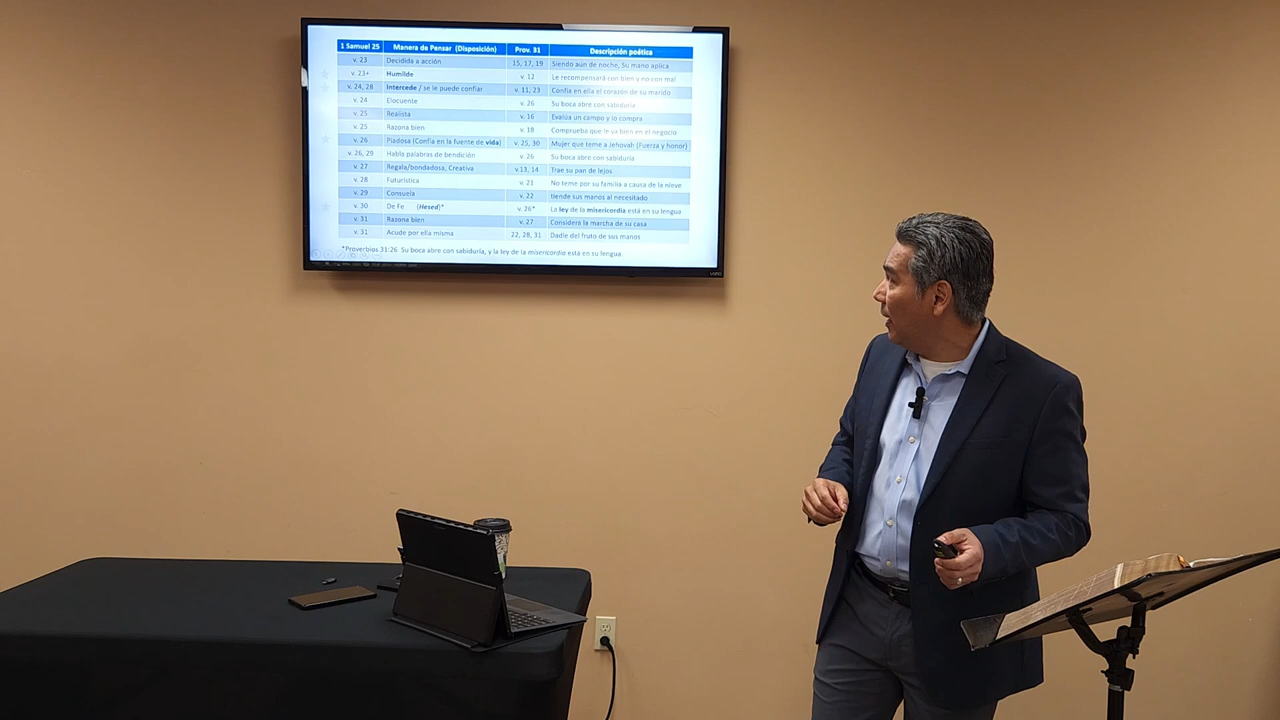 1 Samuel 25 Manera de Pensar (Disposición) Prov. 31 Descripción poética
v. 23 Decidida a acción 15, 17, 19 Siendo aún de noche, Su mano aplica
v. 23+ Humilde v. 12 Le recompensará con bien y no con mal
v. 24, 28 Intercede / se le puede confiar v. 11, 23 Confía en ella el corazón de su marido
v. 24 Elocuente v. 26 Su boca abre con sabiduría
v. 25 Realista v. 16 Evalúa un campo y lo compra
v. 25 Razona bien v. 18 Comprueba que le va bien en el negocio
v. 26 Piadosa (Confía en la fuente de vida) v. 25, 30 Mujer que teme a Jehovah (Fuerza y honor)
v. 26, 29 Habla palabras de bendición v. 26 Su boca abre con sabiduría
v. 27 Regala/bondadosa, Creativa v.13, 14 Trae su pan de lejos
v. 28 Futurística v. 21 No teme por su familia a causa de la nieve
v. 29 Consuela v. 22 tiende sus manos al necesitado
v. 30 De Fe (Hesed)* v. 26* La ley de la misericordia está en su lengua
v. 31 Razona bien v. 27 Considera la marcha de su casa
v. 31 Acude por ella misma 22, 28, 31 Dadle del fruto de sus manos
*Proverbios 31:26 Su boca abre con sabiduría, y la ley de misericordia está en su lengua.
VIZIO